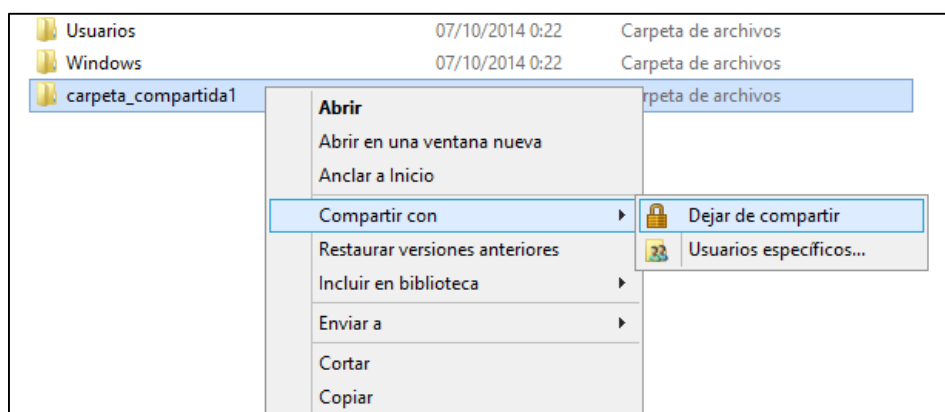 Usuarios 07/10/2014 0:22 Carpeta de archivos
Windows 07/10/2014 0:22 Carpeta de archivos
carpeta_compartida1 rpeta de archivos
Abrir
Abrir en una ventana nueva
Anclar a Inicio
Compartir con Dejar de compartir
Restaurar versiones anteriores Usuarios específicos...
Incluir en biblioteca
Enviar a
Cortar
Copiar